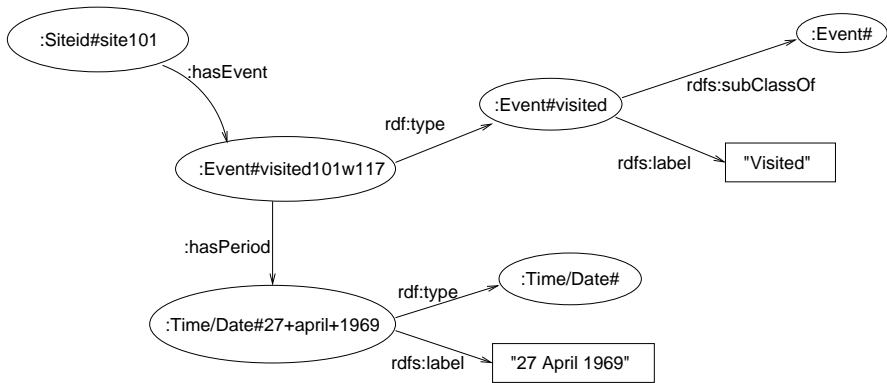 :Siteid#site101
:Event#
:hasEvent
rdfs:subClassOf
:Event#visited
rdf:type
:Event#visited101w117
rdfs:label
"Visited"
:hasPeriod
:Time/Date#
rdf:type
:Time/Date#27+april+1969
rdfs:label
"27 April 1969"